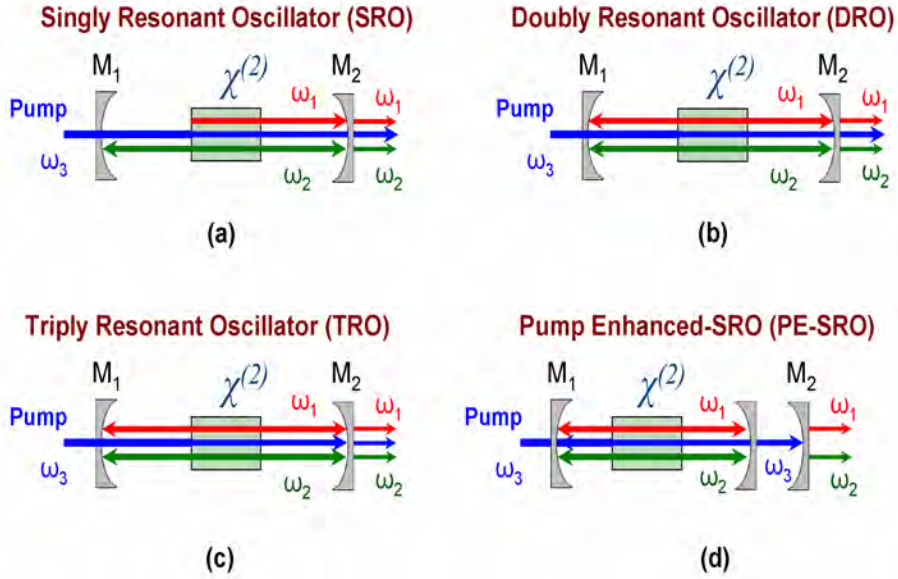 Singly Resonant Oscillator (SRO)
M1 χ(2) M2
Pump ω1 ω1
ω3 ω2 ω2
(a)
Doubly Resonant Oscillator (DRO)
M1 χ(2) M2
Pump ω1 ω1
ω3 ω2 ω2
(b)
Triply Resonant Oscillator (TRO)
M1 χ(2) M2
Pump ω1 ω1
ω3 ω2 ω2
(c)
Pump Enhanced-SRO (PE-SRO)
M1 χ(2) M2
Pump ω1 ω1
ω3 ω2 ω3 ω2
(d)